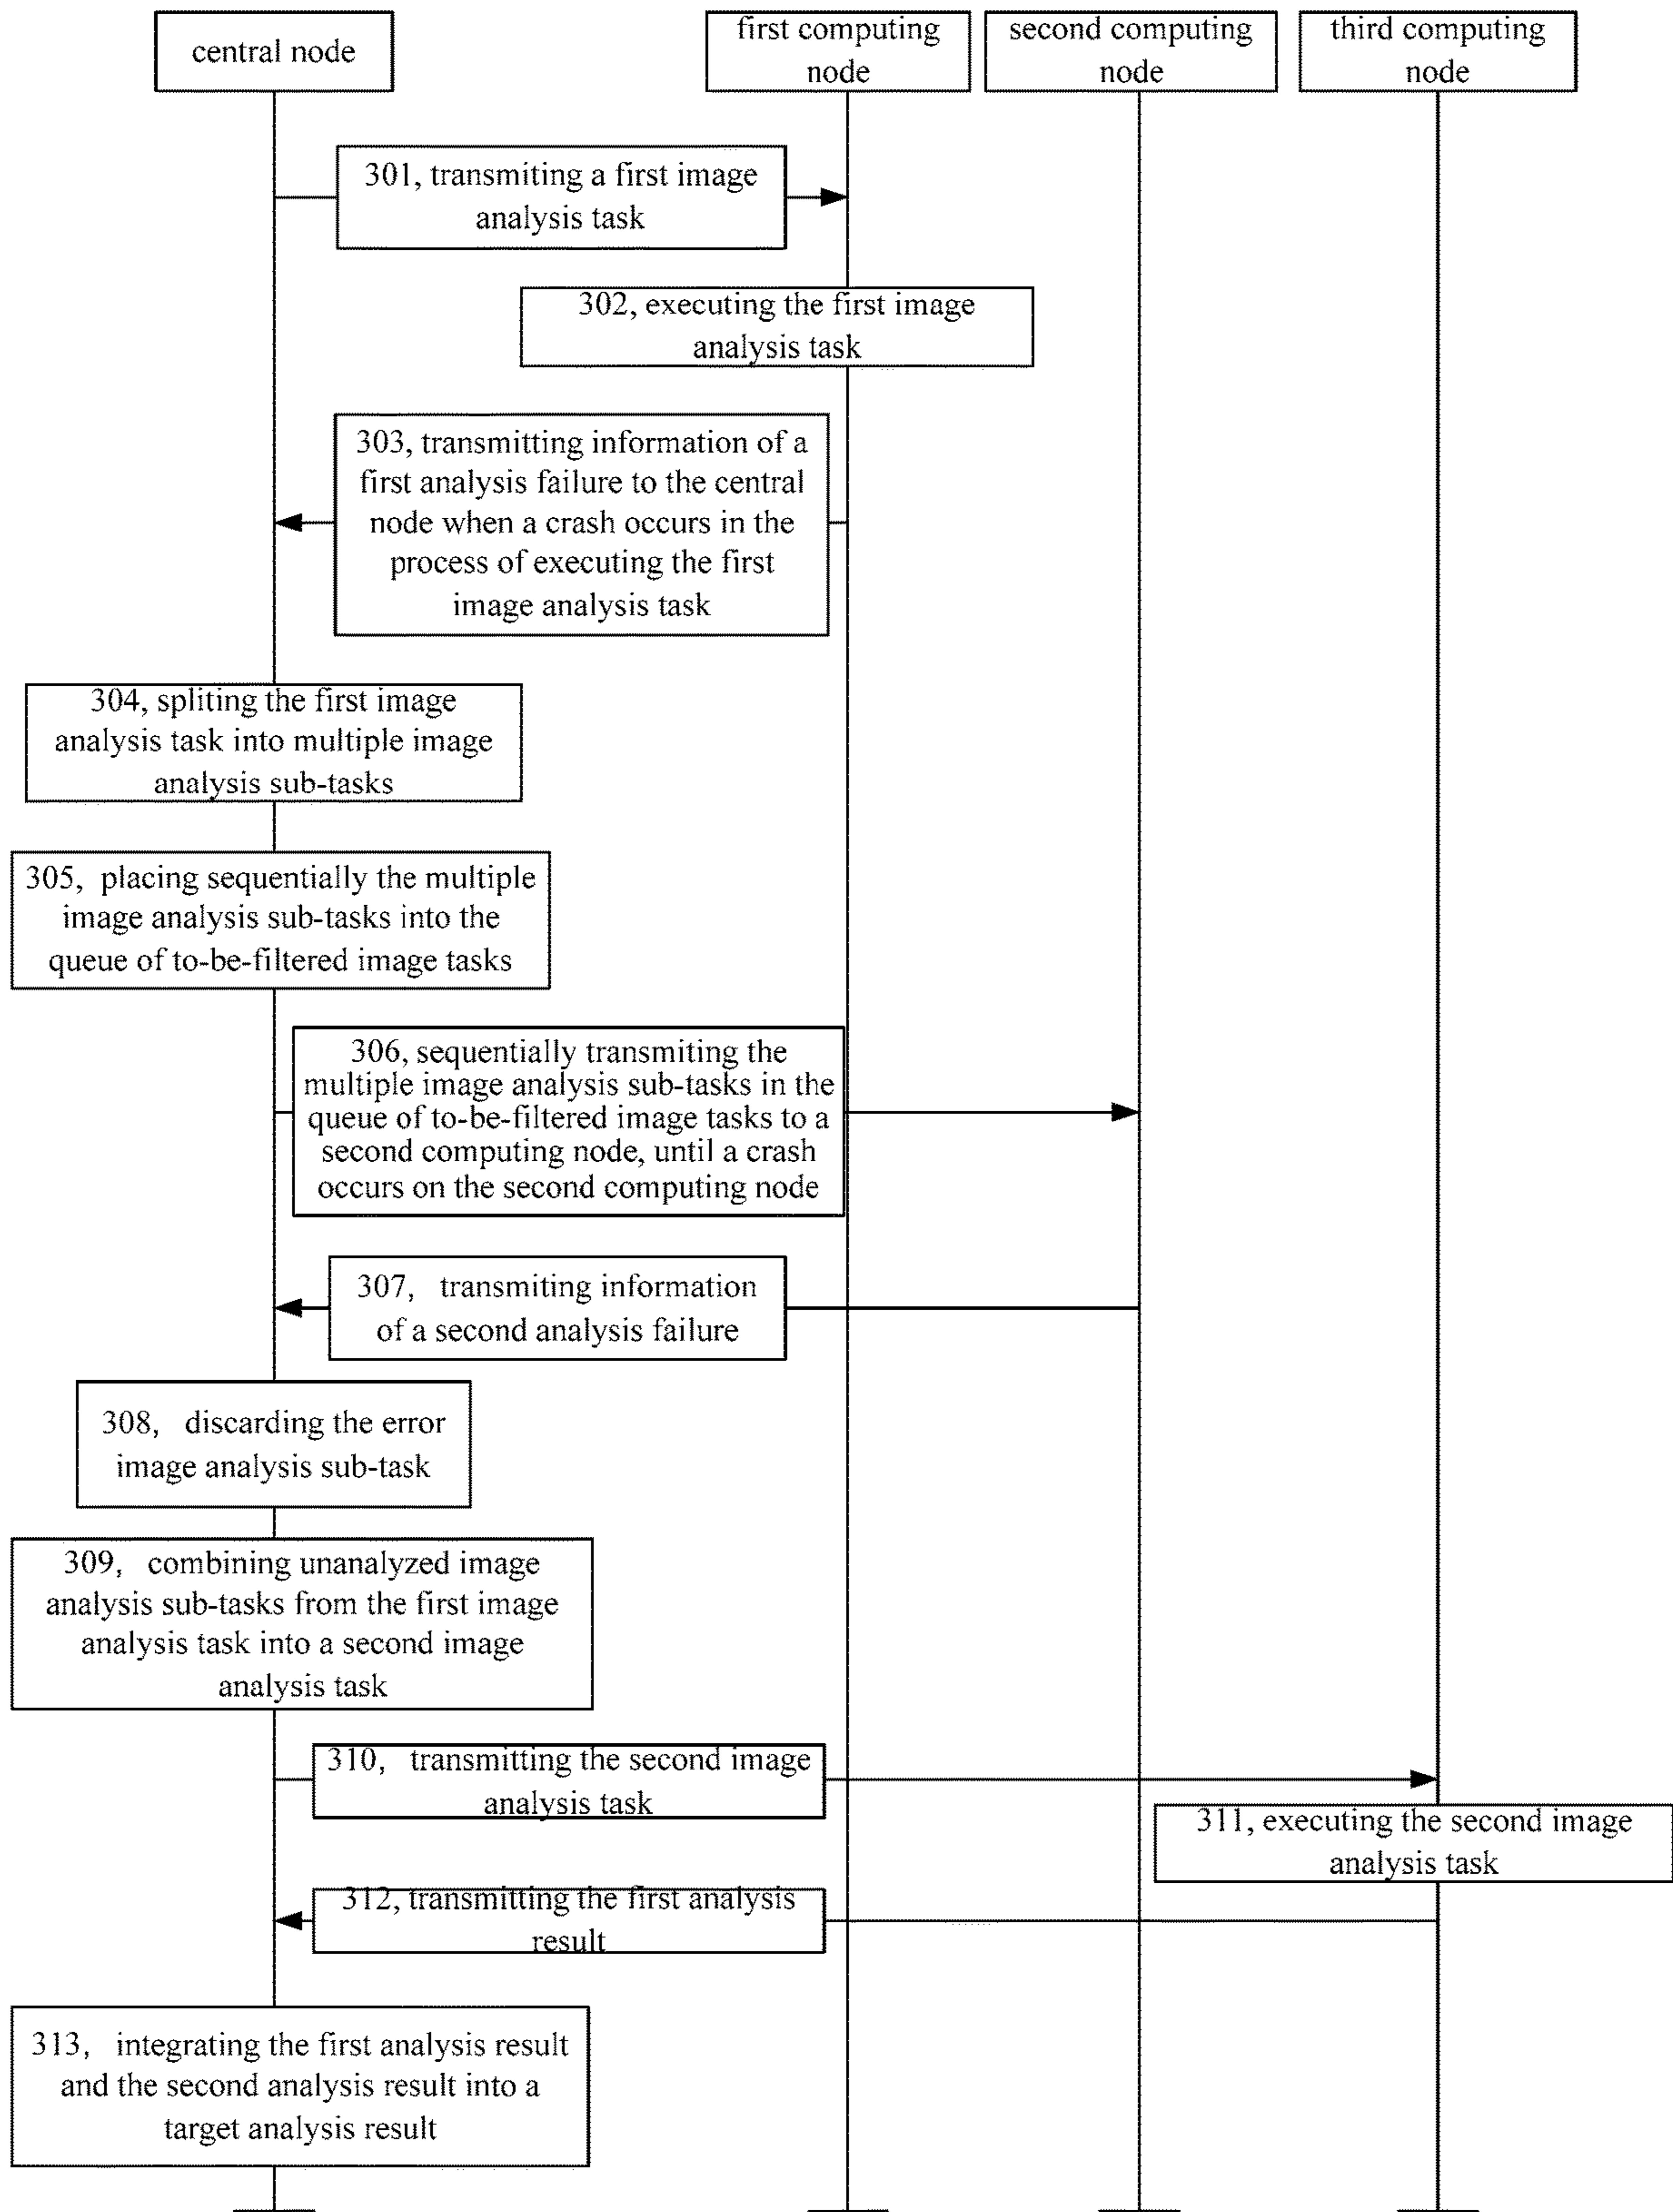 central node
first computing
node
second computing
node
third computing
node
301, transmiting a first image
analysis task
302, executing the first image
analysis task
303, transmitting information of a
first analysis failure to the central
node when a crash occurs in the
process of executing the first
image analysis task
304, spliting the first image
analysis task into multiple image
analysis sub-tasks
305, placing sequentially the multiple
image analysis sub-tasks into the
queue of to-be-filtered image tasks
306, sequentially transmiting the
multiple image analysis sub-tasks in the
queue of to-be-filtered image tasks to a
second computing node, until a crash
occurs on the second computing node
307, transmiting information
of a second analysis failure
308, discarding the error
image analysis sub-task
309, combining unanalyzed image
analysis sub-tasks from the first image
analysis task into a second image
analysis task
310, transmitting the second image
analysis task
311, executing the second image
analysis task
312, transmitting the first analysis
result
313, integrating the first analysis result
and the second analysis result into a
target analysis result